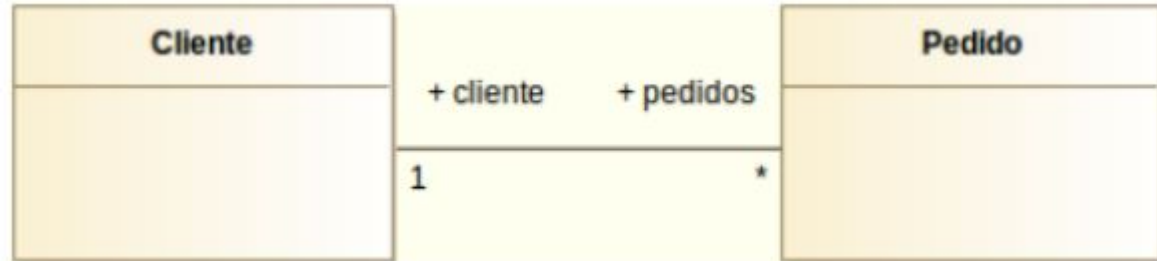 Cliente
Pedido
+ cliente
+ pedidos
1
*